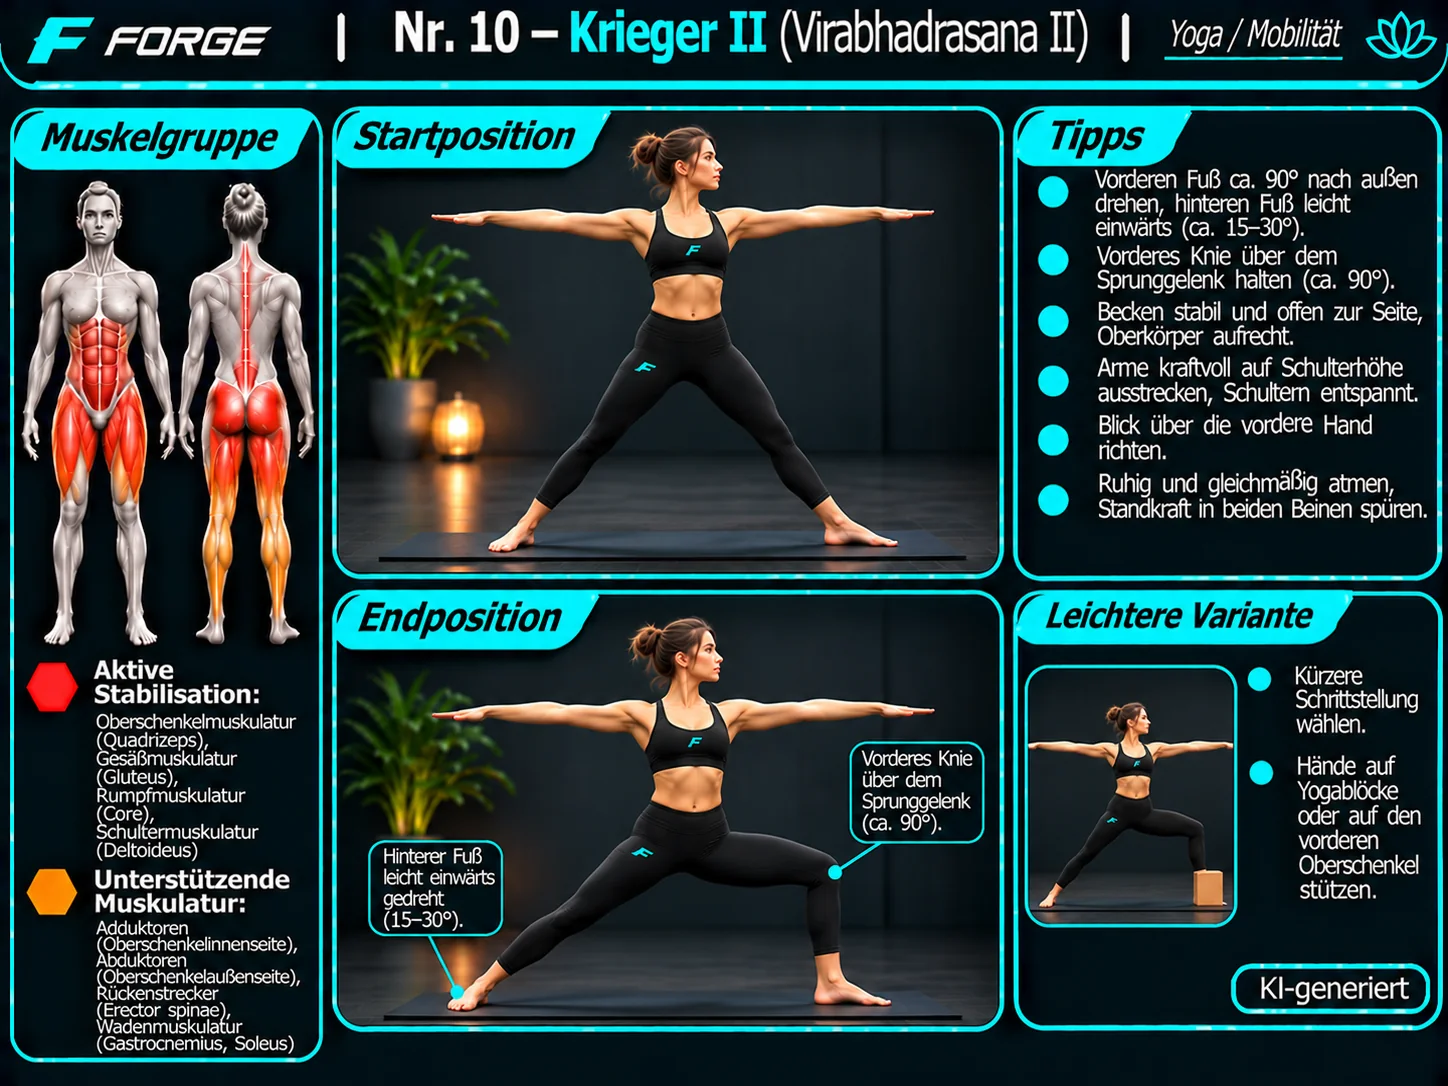 FORGE | Nr. 10 – Krieger II (Virabhadrasana II) | Yoga / Mobilität
Muskelgruppe
Aktive
Stabilisation:
Oberschenkelmuskulatur
(Quadrizeps),
Gesäßmuskulatur
(Gluteus),
Rumpfmuskulatur
(Core),
Schultermuskulatur
(Deltoideus)
Unterstützende
Muskulatur:
Adduktoren
(Oberschenkelinnenseite),
Abduktoren
(Oberschenkelaußenseite),
Rückenstrecker
(Erector spinae),
Wadenmuskulatur
(Gastrocnemius, Soleus)
Startposition
F
F
Endposition
F
F
Hinterer Fuß
leicht einwärts
gedreht
(15–30°).
Vorderes Knie
über dem
Sprunggelenk
(ca. 90°).
Tipps
Vorderen Fuß ca. 90° nach außen
drehen, hinteren Fuß leicht
einwärts (ca. 15–30°).
Vorderes Knie über dem
Sprunggelenk halten (ca. 90°).
Becken stabil und offen zur Seite,
Oberkörper aufrecht.
Arme kraftvoll auf Schulterhöhe
ausstrecken, Schultern entspannt.
Blick über die vordere Hand
richten.
Ruhig und gleichmäßig atmen,
Standkraft in beiden Beinen spüren.
Leichtere Variante
F
F
Kürzere
Schrittstellung
wählen.
Hände auf
Yogablöcke
oder auf den
vorderen
Oberschenkel
stützen.
KI-generiert